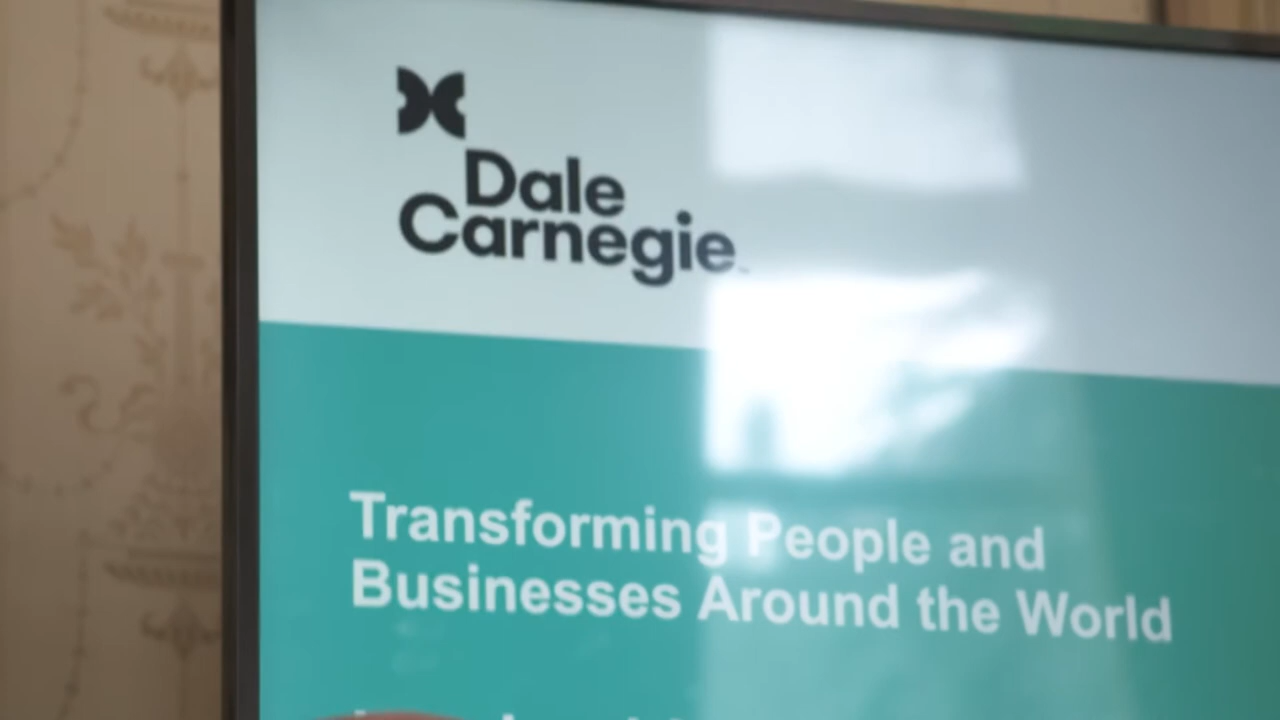 Dale
Carnegie
Transforming People and
Businesses Around the World